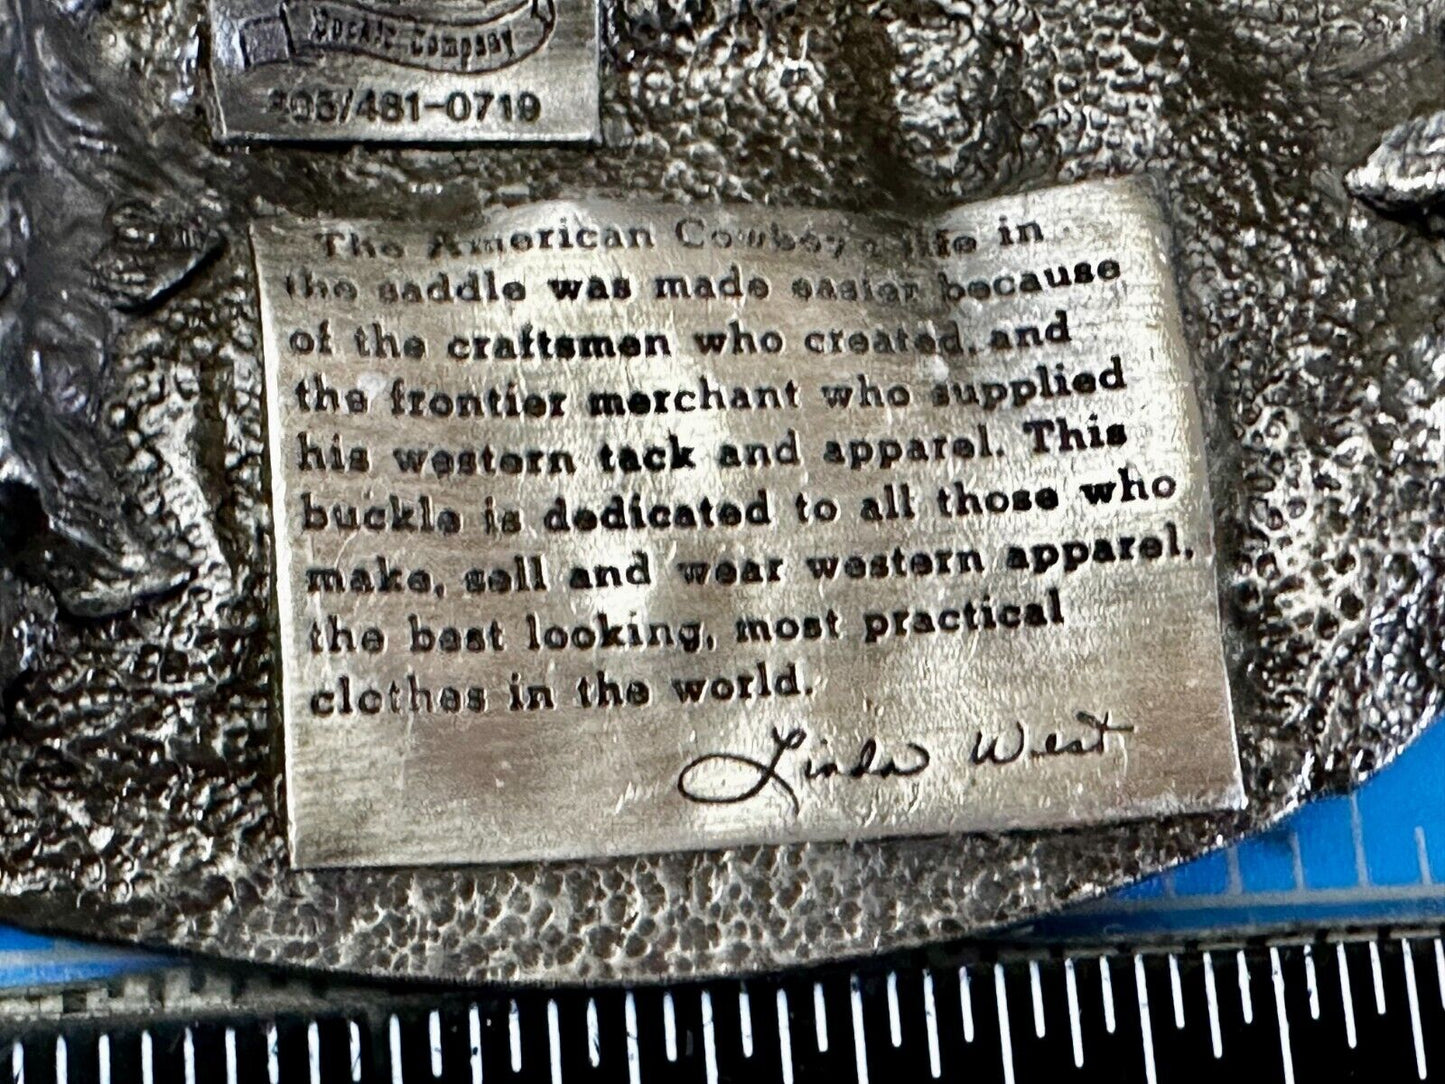 Buckle Company
405/481-0719
The American Cowboy's life in
the saddle was made easier because
of the craftsmen who created, and
the frontier merchant who supplied
his western tack and apparel. This
buckle is dedicated to all those who
make, sell and wear western apparel,
the best looking, most practical
clothes in the world.
Linda West